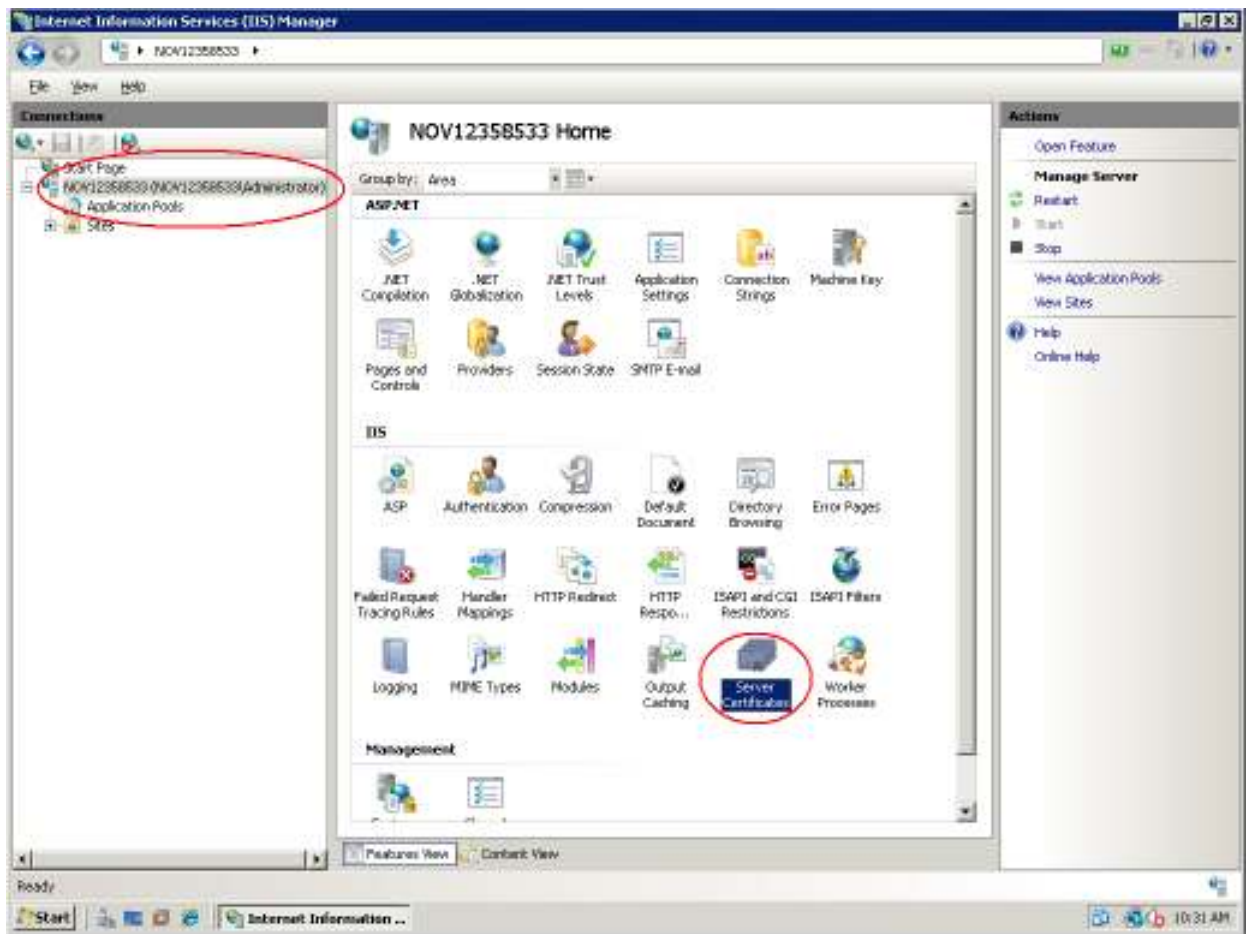 Internet Information Services (IIS) Manager
NOV12358533
File View Help
Connections
Start Page
NOV12358533 (NOV12358533\Administrator)
Application Pools
Sites
NOV12358533 Home
Group by: Area
ASP.NET
.NET Compilation
.NET Globalization
.NET Trust Levels
Application Settings
Connection Strings
Machine Key
Pages and Controls
Providers
Session State
SMTP E-mail
IIS
ASP
Authentication
Compression
Default Document
Directory Browsing
Error Pages
Failed Request Tracing Rules
Handler Mappings
HTTP Redirect
HTTP Respo...
ISAPI and CGI Restrictions
ISAPI Filters
Logging
MIME Types
Modules
Output Caching
Server Certificates
Worker Processes
Management
Features View
Content View
Actions
Open Feature
Manage Server
Restart
Start
Stop
View Application Pools
View Sites
Help
Online Help
Ready
Start
Internet Information ...
10:31 AM